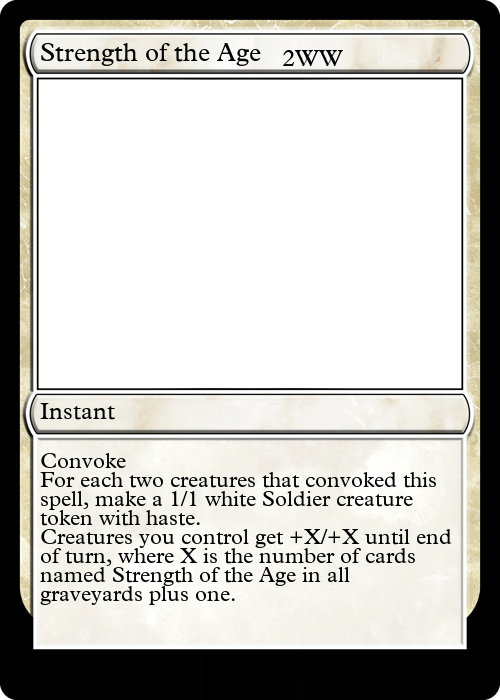 Strength of the Age 2WW
Instant
Convoke
For each two creatures that convoked this
spell, make a 1/1 white Soldier creature
token with haste.
Creatures you control get +X/+X until end
of turn, where X is the number of cards
named Strength of the Age in all
graveyards plus one.